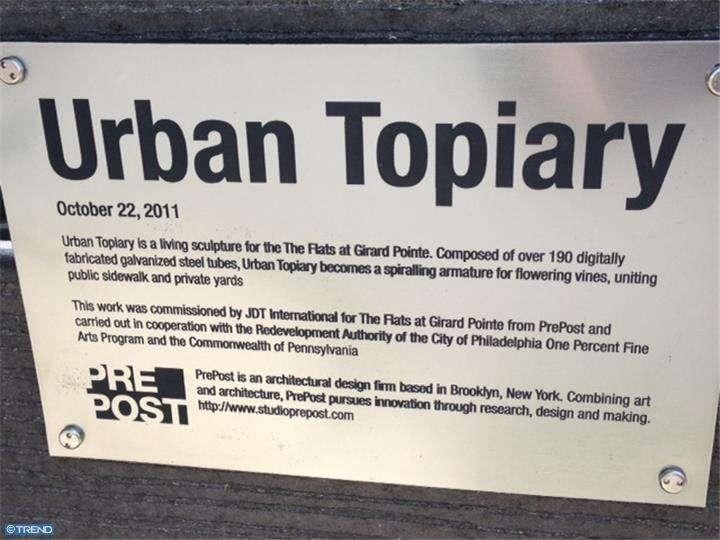 Urban Topiary
October 22, 2011
Urban Topiary is a living sculpture for the The Flats at Girard Pointe. Composed of over 190 digitally
fabricated galvanized steel tubes, Urban Topiary becomes a spiralling armature for flowering vines, uniting
public sidewalk and private yards
This work was commissioned by JDT International for The Flats at Girard Pointe from PrePost and
carried out in cooperation with the Redevelopment Authority of the City of Philadelphia One Percent Fine
Arts Program and the Commonwealth of Pennsylvania
PRE
POST
PrePost is an architectural design firm based in Brooklyn, New York. Combining art
and architecture, PrePost pursues innovation through research, design and making.
http://www.studioprepost.com
©TREND